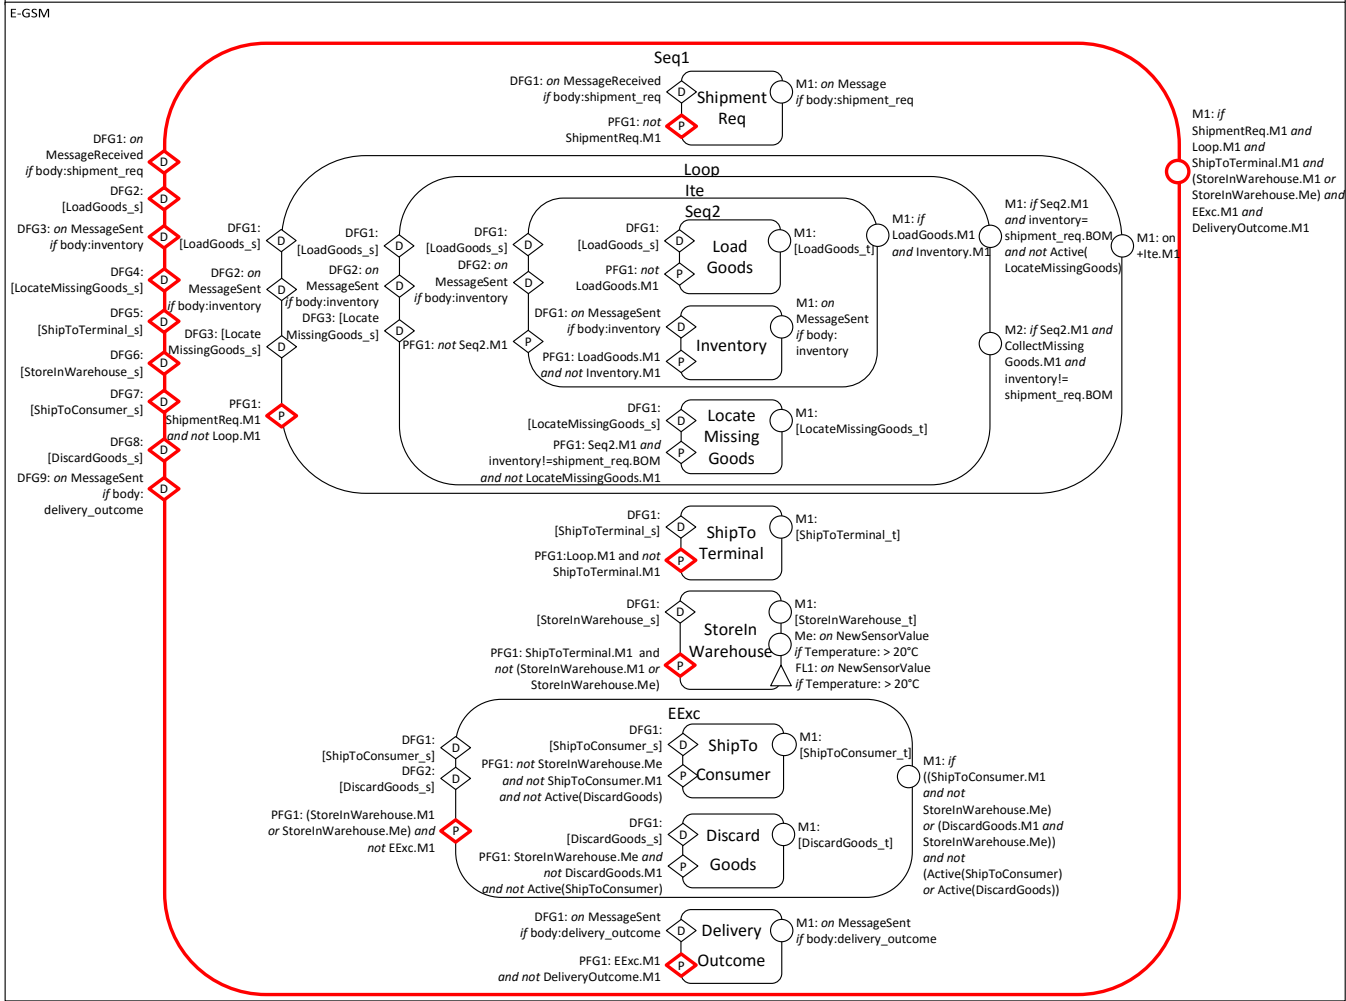 E-GSM
Seq1
DFG1: on MessageReceived
if body:shipment_req
D
PFG1: not
ShipmentReq.M1
P
Shipment
Req
M1: on Message
if body:shipment_req
DFG1: on
MessageReceived
if body:shipment_req
D
DFG2:
[LoadGoods_s]
D
DFG3: on MessageSent
if body:inventory
D
DFG4:
[LocateMissingGoods_s]
D
DFG5:
[ShipToTerminal_s]
D
DFG6:
[StoreInWarehouse_s]
D
DFG7:
[ShipToConsumer_s]
D
DFG8:
[DiscardGoods_s]
D
DFG9: on MessageSent
if body:
delivery_outcome
D
M1: if
ShipmentReq.M1 and
Loop.M1 and
ShipToTerminal.M1 and
(StoreInWarehouse.M1 or
StoreInWarehouse.Me) and
EExc.M1 and
DeliveryOutcome.M1
Loop
DFG1:
[LoadGoods_s]
D
DFG2: on
MessageSent
if body:inventory
D
DFG3: [Locate
MissingGoods_s]
D
PFG1:
ShipmentReq.M1
and not Loop.M1
P
M1: on
+Ite.M1
Ite
DFG1:
[LoadGoods_s]
D
DFG2: on
MessageSent
if body:inventory
D
DFG3: [Locate
MissingGoods_s]
D
M1: if Seq2.M1
and inventory=
shipment_req.BOM
and not Active(
LocateMissingGoods)
M2: if Seq2.M1 and
CollectMissing
Goods.M1 and
inventory!=
shipment_req.BOM
Seq2
DFG1:
[LoadGoods_s]
D
DFG2: on
MessageSent
if body:inventory
D
PFG1: not Seq2.M1
P
M1: if
LoadGoods.M1
and Inventory.M1
DFG1:
[LoadGoods_s]
D
PFG1: not
LoadGoods.M1
P
Load
Goods
M1:
[LoadGoods_t]
DFG1: on MessageSent
if body:inventory
D
PFG1: LoadGoods.M1
and not Inventory.M1
P
Inventory
M1: on
MessageSent
if body:
inventory
DFG1:
[LocateMissingGoods_s]
D
PFG1: Seq2.M1 and
inventory!=shipment_req.BOM
and not LocateMissingGoods.M1
P
Locate
Missing
Goods
M1:
[LocateMissingGoods_t]
DFG1:
[ShipToTerminal_s]
D
PFG1:Loop.M1 and not
ShipToTerminal.M1
P
ShipTo
Terminal
M1:
[ShipToTerminal_t]
DFG1:
[StoreInWarehouse_s]
D
PFG1: ShipToTerminal.M1 and
not (StoreInWarehouse.M1 or
StoreInWarehouse.Me)
P
StoreIn
Warehouse
M1:
[StoreInWarehouse_t]
Me: on NewSensorValue
if Temperature: > 20°C
FL1: on NewSensorValue
if Temperature: > 20°C
EExc
DFG1:
[ShipToConsumer_s]
D
DFG2:
[DiscardGoods_s]
D
PFG1: (StoreInWarehouse.M1
or StoreInWarehouse.Me) and
not EExc.M1
P
DFG1:
[ShipToConsumer_s]
D
PFG1: not StoreInWarehouse.Me
and not ShipToConsumer.M1
and not Active(DiscardGoods)
P
ShipTo
Consumer
M1:
[ShipToConsumer_t]
DFG1:
[DiscardGoods_s]
D
PFG1: StoreInWarehouse.Me and
not DiscardGoods.M1
and not Active(ShipToConsumer)
P
Discard
Goods
M1:
[DiscardGoods_t]
M1: if
((ShipToConsumer.M1
and not
StoreInWarehouse.Me)
or (DiscardGoods.M1 and
StoreInWarehouse.Me))
and not
(Active(ShipToConsumer)
or Active(DiscardGoods))
DFG1: on MessageSent
if body:delivery_outcome
D
PFG1: EExc.M1
and not DeliveryOutcome.M1
P
Delivery
Outcome
M1: on MessageSent
if body:delivery_outcome